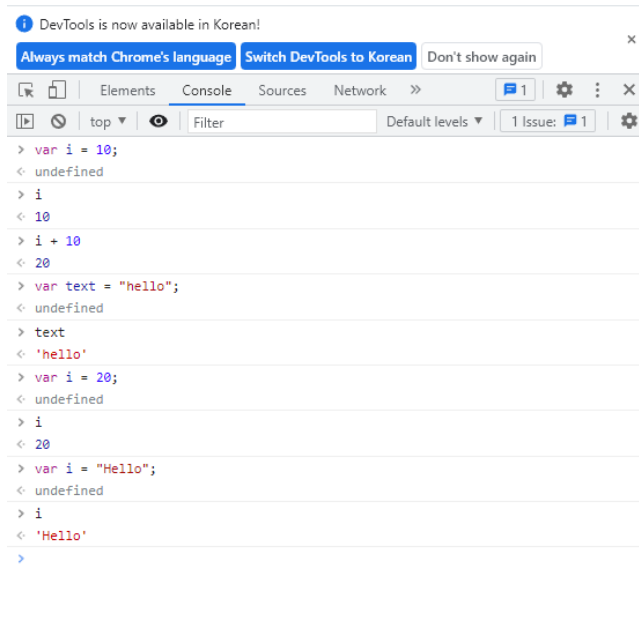 DevTools is now available in Korean!
Always match Chrome's language Switch DevTools to Korean Don't show again
Elements Console Sources Network 1
top Filter Default levels 1 Issue: 1
> var i = 10;
undefined
> i
10
> i + 10
20
> var text = "hello";
undefined
> text
'hello'
> var i = 20;
undefined
> i
20
> var i = "Hello";
undefined
> i
'Hello'
>